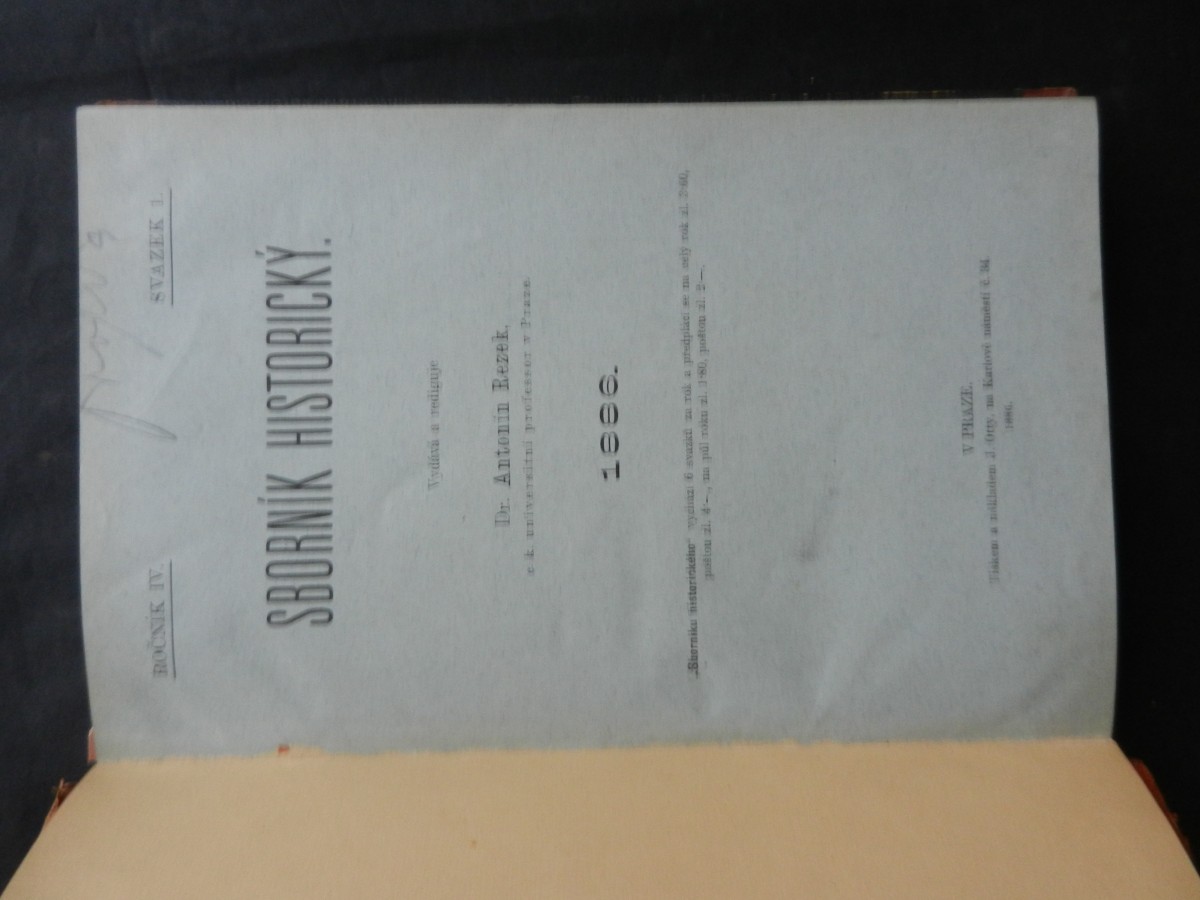 ROČNÍK IV. SVAZEK 1.
SBORNÍK HISTORICKÝ.
Vydává a rediguje
Dr. Antonín Rezek,
c. k. universitní professor v Praze.
1886.
„Sborníku historického“ vychází 6 svazků za rok a předplácí se na celý rok zl. 3·60,
poštou zl. 4·—, na půl roku zl. 1·80, poštou zl. 2·—.
V PRAZE.
Tiskem a nákladem J. Otty, na Karlově náměstí č. 34.
1886.